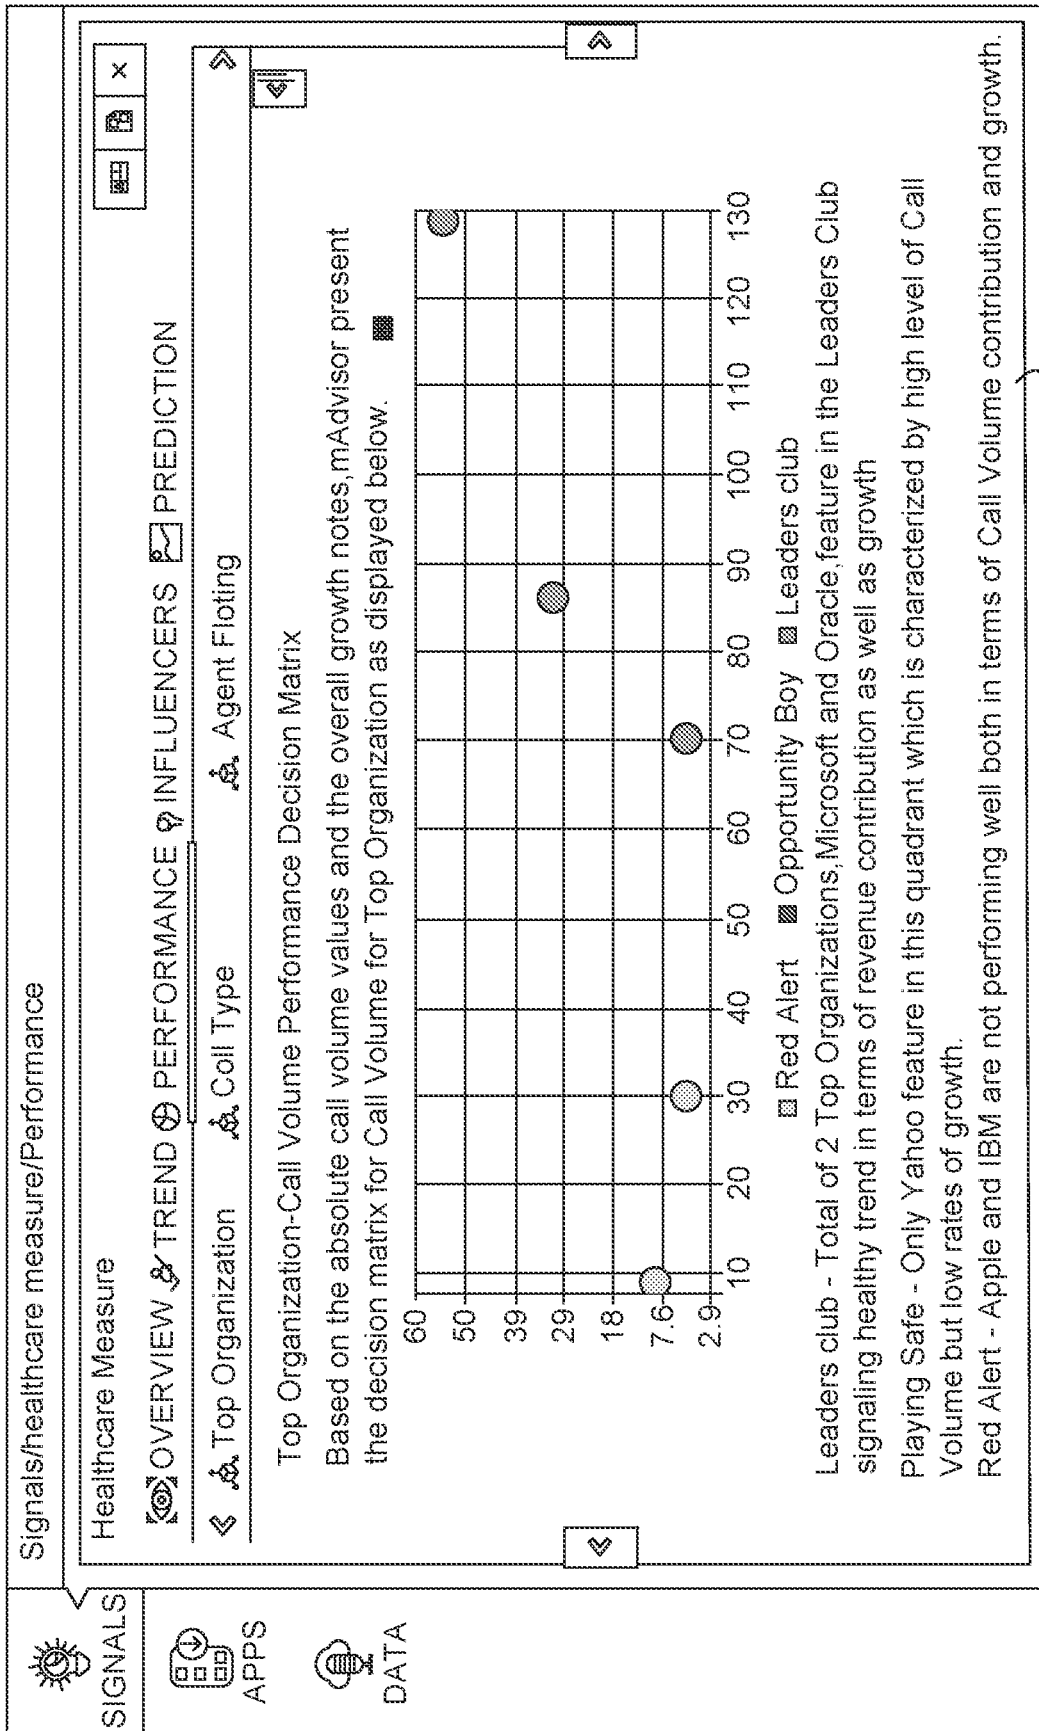 Signals/healthcare measure/Performance
SIGNALS
APPS
DATA
Healthcare Measure
OVERVIEW TREND PERFORMANCE INFLUENCERS PREDICTION
Top Organization Coll Type Agent Floting
Top Organization-Call Volume Performance Decision Matrix
Based on the absolute call volume values and the overall growth notes,mAdvisor present
the decision matrix for Call Volume for Top Organization as displayed below.
60
50
39
29
18
7.6
2.9
10 20 30 40 50 60 70 80 90 100 110 120 130
Red Alert Opportunity Boy Leaders club
Leaders club - Total of 2 Top Organizations,Microsoft and Oracle,feature in the Leaders Club
signaling healthy trend in terms of revenue contribution as well as growth
Playing Safe - Only Yahoo feature in this quadrant which is characterized by high level of Call
Volume but low rates of growth.
Red Alert - Apple and IBM are not performing well both in terms of Call Volume contribution and growth.